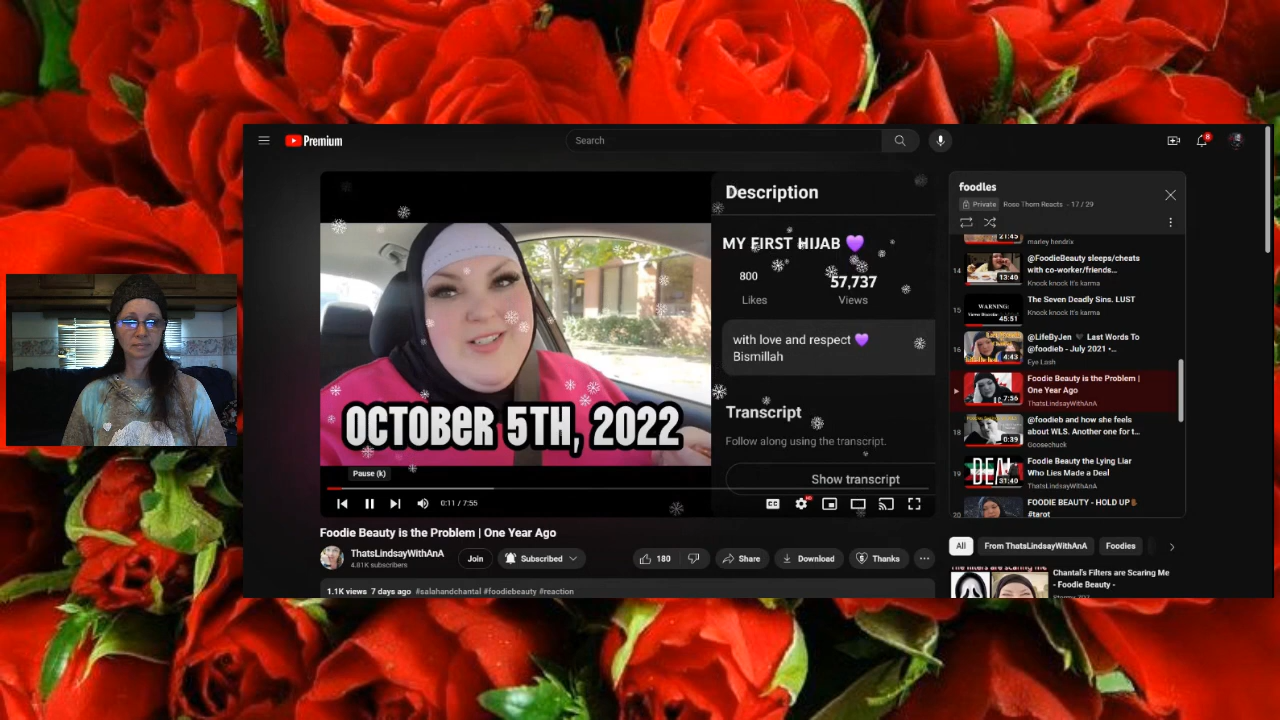 Premium
Search
8
Description
MY FIRST HIJAB 💜
800
57,737
Likes
Views
with love and respect 💜
Bismillah
Transcript
Follow along using the transcript.
Show transcript
OCTOBER 5TH, 2022
Pause (k)
0:11 / 7:55
CC
HD
Foodie Beauty is the Problem | One Year Ago
ThatsLindsayWithAnA
4.81K subscribers
Join
Subscribed
180
Share
Download
Thanks
1.1K views 7 days ago #salahandchantal #foodiebeauty #reaction
foodles
Private
Rose Thorn Reacts - 17 / 29
21:45
marley hendrix
14
13:40
@FoodieBeauty sleeps/cheats
with co-worker/friends...
Knock knock It's karma
15
WARNING:
45:51
The Seven Deadly Sins. LUST
Knock knock It's karma
16
4:43
@LifeByJen 🖤 Last Words To
@foodieb - July 2021 •...
Eye Lash
7:56
Foodie Beauty is the Problem |
One Year Ago
ThatsLindsayWithAnA
18
0:39
@foodieb and how she feels
about WLS. Another one for t...
Goosechuck
19
DEAL
31:40
Foodie Beauty the Lying Liar
Who Lies Made a Deal
ThatsLindsayWithAnA
20
FOODIE BEAUTY - HOLD UP✋
#tarot
All
From ThatsLindsayWithAnA
Foodies
Chantal's Filters are Scaring Me
- Foodie Beauty -